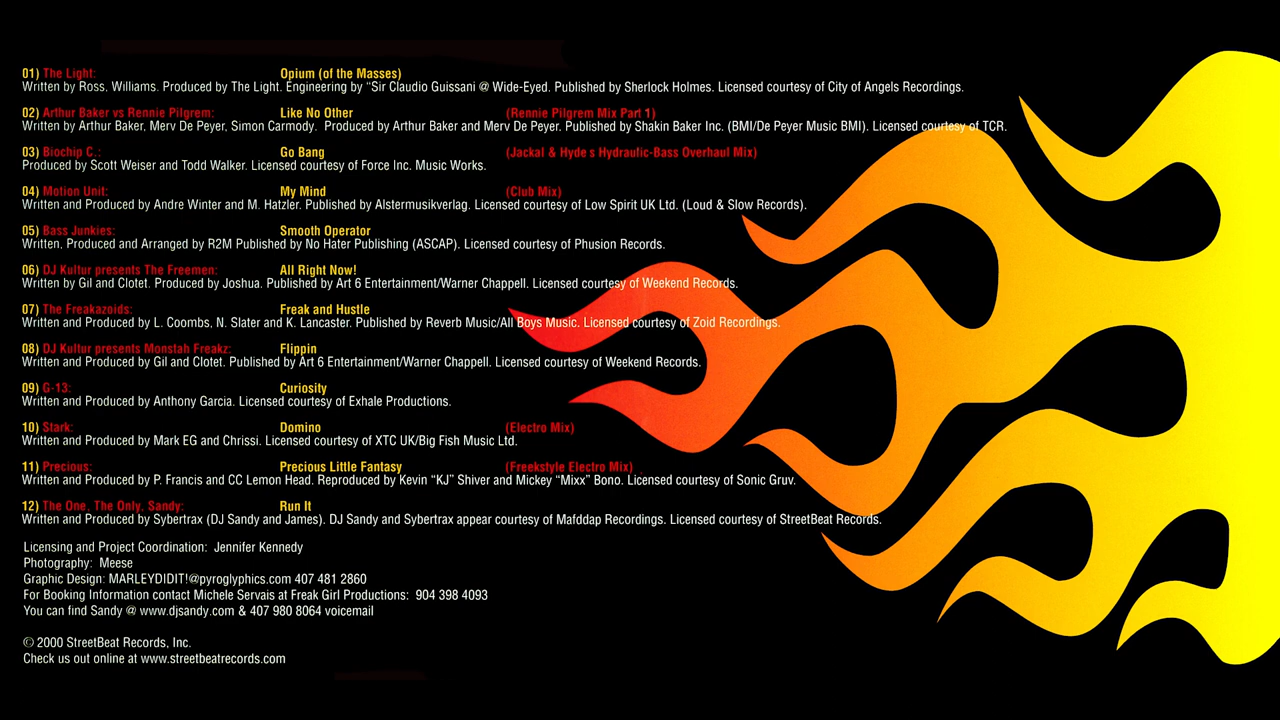 01) The Light: Opium (of the Masses)
Written by Ross, Williams. Produced by The Light. Engineering by “Sir Claudio Guissani @ Wide-Eyed. Published by Sherlock Holmes. Licensed courtesy of City of Angels Recordings.
02) Arthur Baker vs Rennie Pilgrem: Like No Other (Rennie Pilgrem Mix Part 1)
Written by Arthur Baker, Merv De Peyer, Simon Carmody. Produced by Arthur Baker and Merv De Peyer. Published by Shakin Baker Inc. (BMI/De Peyer Music BMI). Licensed courtesy of TCR.
03) Biochip C.: Go Bang (Jackal & Hyde s Hydraulic-Bass Overhaul Mix)
Produced by Scott Weiser and Todd Walker. Licensed courtesy of Force Inc. Music Works.
04) Motion Unit: My Mind (Club Mix)
Written and Produced by Andre Winter and M. Hatzler. Published by Alstermusikverlag. Licensed courtesy of Low Spirit UK Ltd. (Loud & Slow Records).
05) Bass Junkies: Smooth Operator
Written, Produced and Arranged by R2M Published by No Hater Publishing (ASCAP). Licensed courtesy of Phusion Records.
06) DJ Kultur presents The Freemen: All Right Now!
Written by Gil and Clotet. Produced by Joshua. Published by Art 6 Entertainment/Warner Chappell. Licensed courtesy of Weekend Records.
07) The Freakazoids: Freak and Hustle
Written and Produced by L. Coombs, N. Slater and K. Lancaster. Published by Reverb Music/All Boys Music. Licensed courtesy of Zoid Recordings.
08) DJ Kultur presents Monstah Freakz: Flippin
Written and Produced by Gil and Clotet. Published by Art 6 Entertainment/Warner Chappell. Licensed courtesy of Weekend Records.
09) G-13: Curiosity
Written and Produced by Anthony Garcia. Licensed courtesy of Exhale Productions.
10) Stark: Domino (Electro Mix)
Written and Produced by Mark EG and Chrissi. Licensed courtesy of XTC UK/Big Fish Music Ltd.
11) Precious: Precious Little Fantasy (Freekstyle Electro Mix)
Written and Produced by P. Francis and CC Lemon Head. Reproduced by Kevin “KJ” Shiver and Mickey “Mixx” Bono. Licensed courtesy of Sonic Gruv.
12) The One, The Only, Sandy: Run It
Written and Produced by Sybertrax (DJ Sandy and James). DJ Sandy and Sybertrax appear courtesy of Mafddap Recordings. Licensed courtesy of StreetBeat Records.
Licensing and Project Coordination: Jennifer Kennedy
Photography: Meese
Graphic Design: MARLEYDIDIT!@pyroglyphics.com 407 481 2860
For Booking Information contact Michele Servais at Freak Girl Productions: 904 398 4093
You can find Sandy @ www.djsandy.com & 407 980 8064 voicemail
© 2000 StreetBeat Records, Inc.
Check us out online at www.streetbeatrecords.com